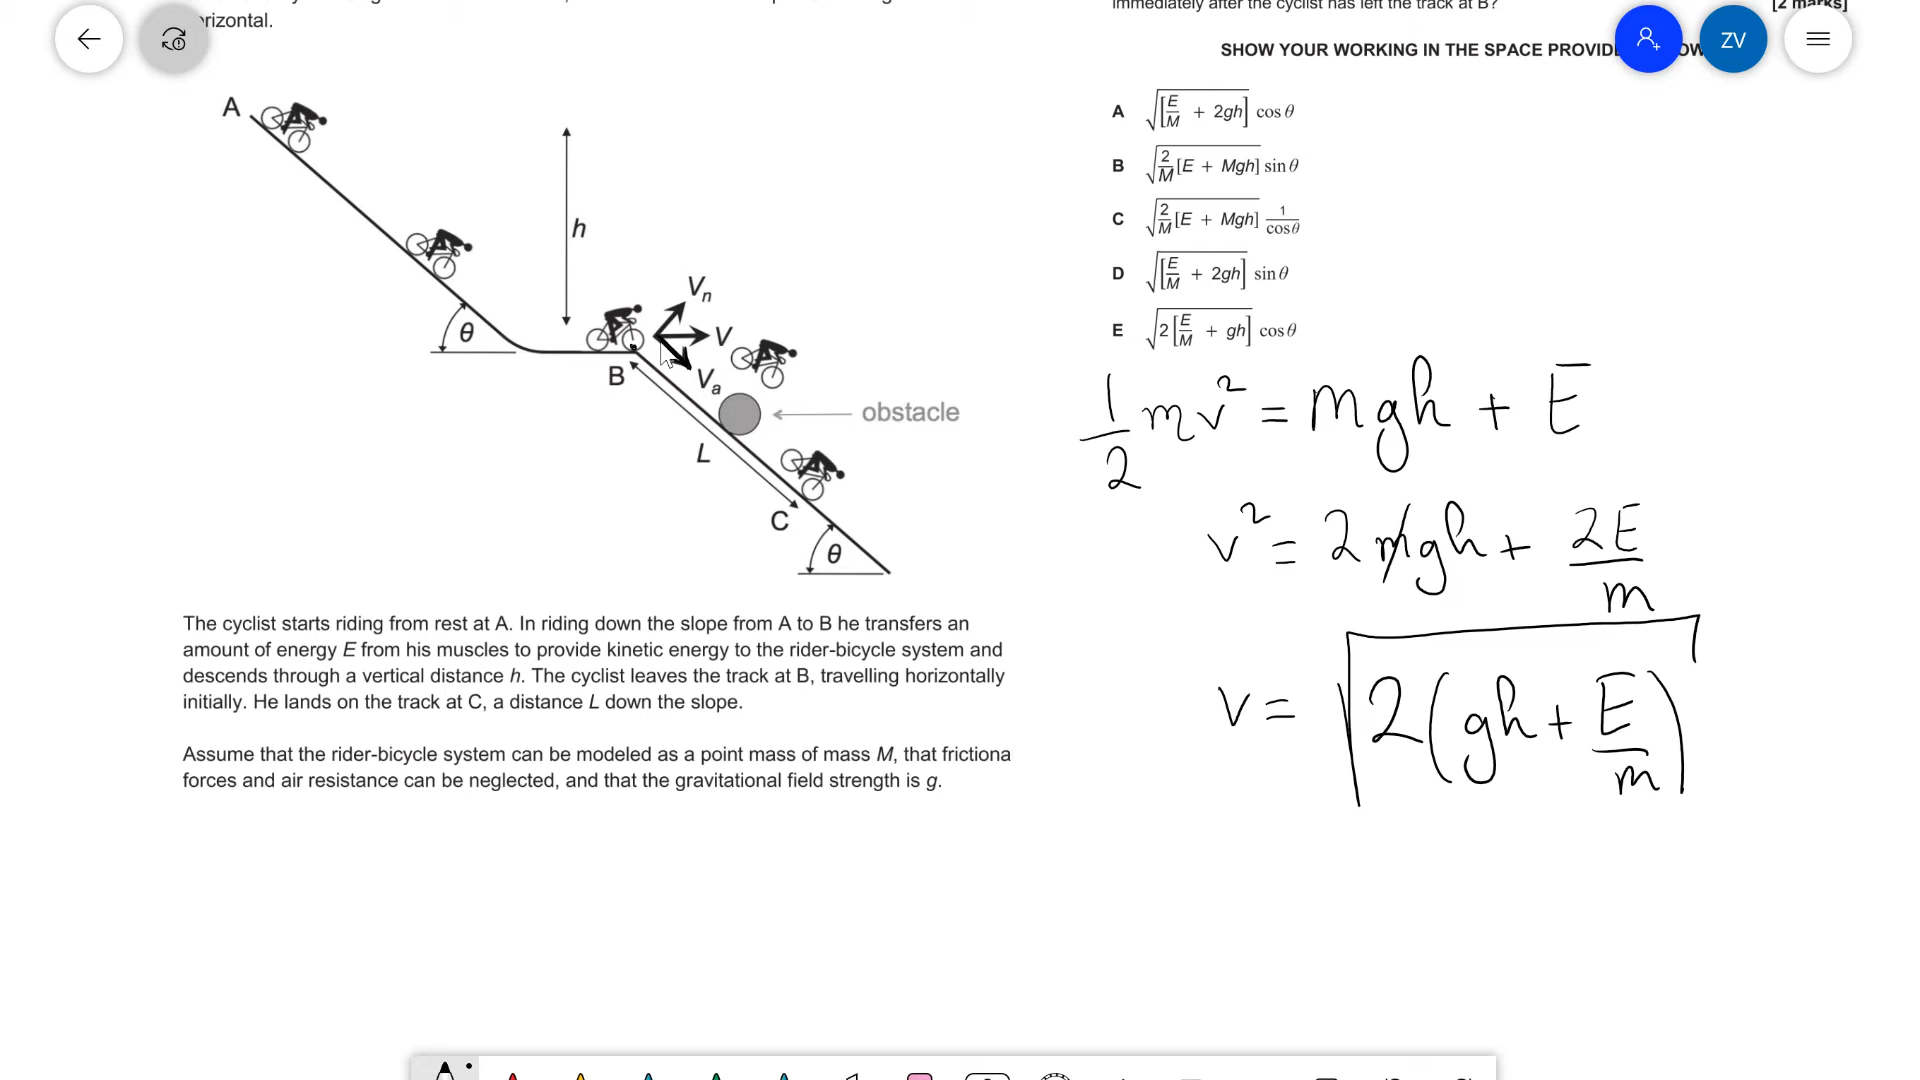 orizontal.
immediately after the cyclist has left the track at B?
[2 marks]
SHOW YOUR WORKING IN THE SPACE
ZV
A
h
θ
B
V_n
V
V_a
obstacle
L
C
θ
The cyclist starts riding from rest at A. In riding down the slope from A to B he transfers an
amount of energy E from his muscles to provide kinetic energy to the rider-bicycle system and
descends through a vertical distance h. The cyclist leaves the track at B, travelling horizontally
initially. He lands on the track at C, a distance L down the slope.
Assume that the rider-bicycle system can be modeled as a point mass of mass M, that frictiona
forces and air resistance can be neglected, and that the gravitational field strength is g.
A √[E/M + 2gh] cos θ
B √2/M [E + Mgh] sin θ
C √2/M [E + Mgh] 1/cos θ
D √[E/M + 2gh] sin θ
E √2[E/M + gh] cos θ
1/2 mv² = mgh + E
v² = 2mgh + 2E/m
v = √2(gh + E/m)